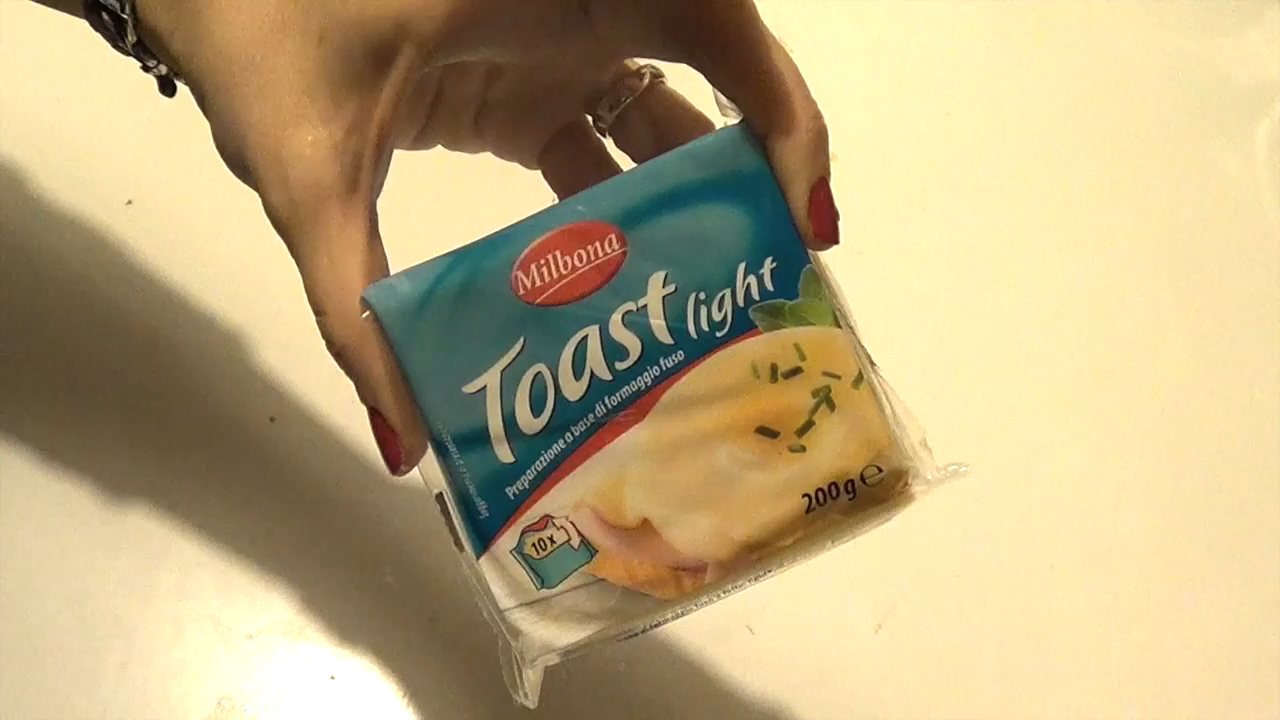 Milbona
Toast light
Preparazione a base di formaggio fuso
10x
200g e